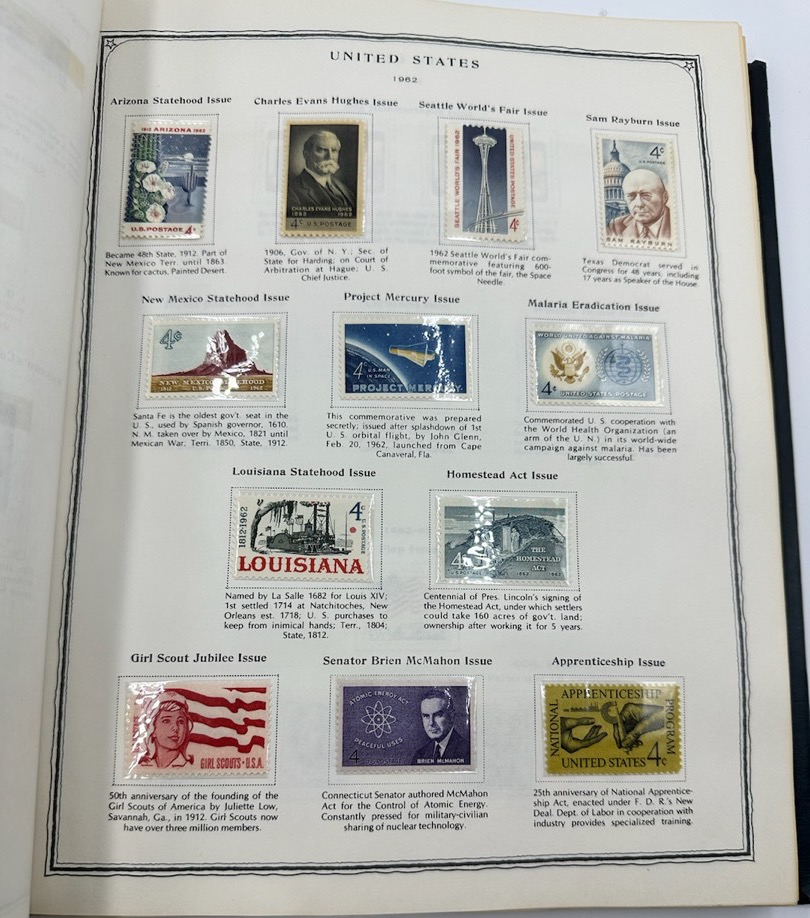 UNITED STATES
1962
Arizona Statehood Issue
1912 ARIZONA 1962
U.S. POSTAGE 4¢
Became 48th State, 1912. Part of
New Mexico Terr. until 1863.
Known for cactus, Painted Desert.
Charles Evans Hughes Issue
CHARLES EVANS HUGHES
1862 1962
4¢ U.S. POSTAGE
1906, Gov. of N. Y.; Sec. of
State for Harding; on Court of
Arbitration at Hague; U. S.
Chief Justice.
Seattle World's Fair Issue
SEATTLE WORLD'S FAIR 1962
UNITED STATES POSTAGE
4¢
1962 Seattle World's Fair com-
memorative featuring 600-
foot symbol of the fair, the Space
Needle.
Sam Rayburn Issue
4¢
U.S. POSTAGE
SAM RAYBURN
Texas Democrat served in
Congress for 48 years, including
17 years as Speaker of the House.
New Mexico Statehood Issue
4¢
NEW MEXICO STATEHOOD
1912 U.S. 1962
Santa Fe is the oldest gov't. seat in the
U. S., used by Spanish governor, 1610.
N. M. taken over by Mexico, 1821 until
Mexican War. Terri. 1850, State, 1912.
Project Mercury Issue
4¢ U.S. MAN
IN SPACE
PROJECT MERCURY
This commemorative was prepared
secretly; issued after splashdown of 1st
U. S. orbital flight, by John Glenn,
Feb. 20, 1962, launched from Cape
Canaveral, Fla.
Malaria Eradication Issue
WORLD UNITED AGAINST MALARIA
4¢
UNITED STATES POSTAGE
Commemorated U. S. cooperation with
the World Health Organization (an
arm of the U. N.) in its world-wide
campaign against malaria. Has been
largely successful.
Louisiana Statehood Issue
1812·1962
4¢
U.S. POSTAGE
LOUISIANA
Named by La Salle 1682 for Louis XIV;
1st settled 1714 at Natchitoches, New
Orleans est. 1718; U. S. purchases to
keep from inimical hands; Terr., 1804;
State, 1812.
Homestead Act Issue
4¢
THE
HOMESTEAD
ACT
U.S. POSTAGE 1862 1962
Centennial of Pres. Lincoln's signing of
the Homestead Act, under which settlers
could take 160 acres of gov't. land;
ownership after working it for 5 years.
Girl Scout Jubilee Issue
GIRL SCOUTS·U.S.A.
50th anniversary of the founding of the
Girl Scouts of America by Juliette Low,
Savannah, Ga., in 1912. Girl Scouts now
have over three million members.
Senator Brien McMahon Issue
ATOMIC ENERGY ACT
PEACEFUL USES
4
BRIEN McMAHON
Connecticut Senator authored McMahon
Act for the Control of Atomic Energy.
Constantly pressed for military-civilian
sharing of nuclear technology.
Apprenticeship Issue
NATIONAL
APPRENTICESHIP
PROGRAM
UNITED STATES 4¢
25th anniversary of National Apprentice-
ship Act, enacted under F. D. R.'s New
Deal. Dept. of Labor in cooperation with
industry provides specialized training.